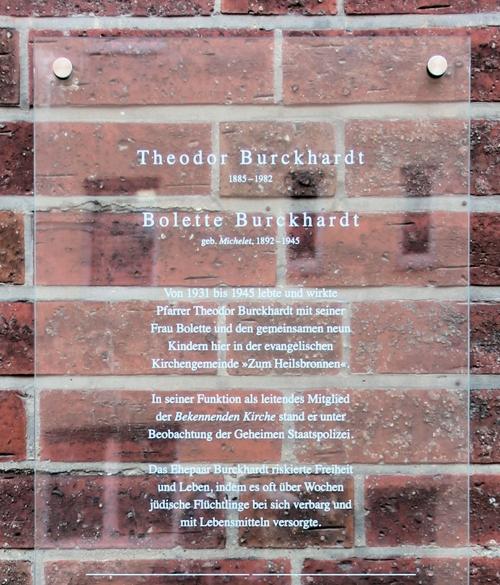 Theodor Burckhardt
1885–1982
Bolette Burckhardt
geb. Michelet, 1892–1945
Von 1931 bis 1945 lebte und wirkte
Pfarrer Theodor Burckhardt mit seiner
Frau Bolette und den gemeinsamen neun
Kindern hier in der evangelischen
Kirchengemeinde »Zum Heilsbronnen«.
In seiner Funktion als leitendes Mitglied
der Bekennenden Kirche stand er unter
Beobachtung der Geheimen Staatspolizei.
Das Ehepaar Burckhardt riskierte Freiheit
und Leben, indem es oft über Wochen
jüdische Flüchtlinge bei sich verbarg und
mit Lebensmitteln versorgte.